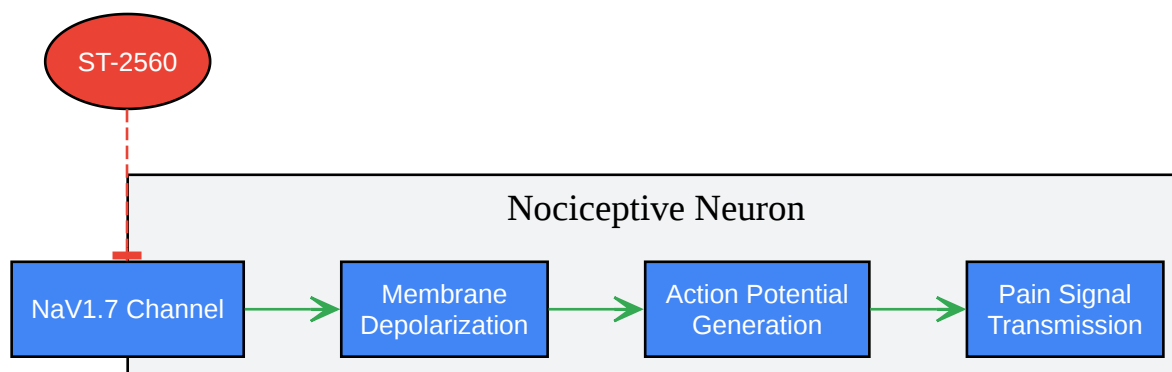 ST-2560
Nociceptive Neuron
NaV1.7 Channel
Membrane
Depolarization
Action Potential
Generation
Pain Signal
Transmission